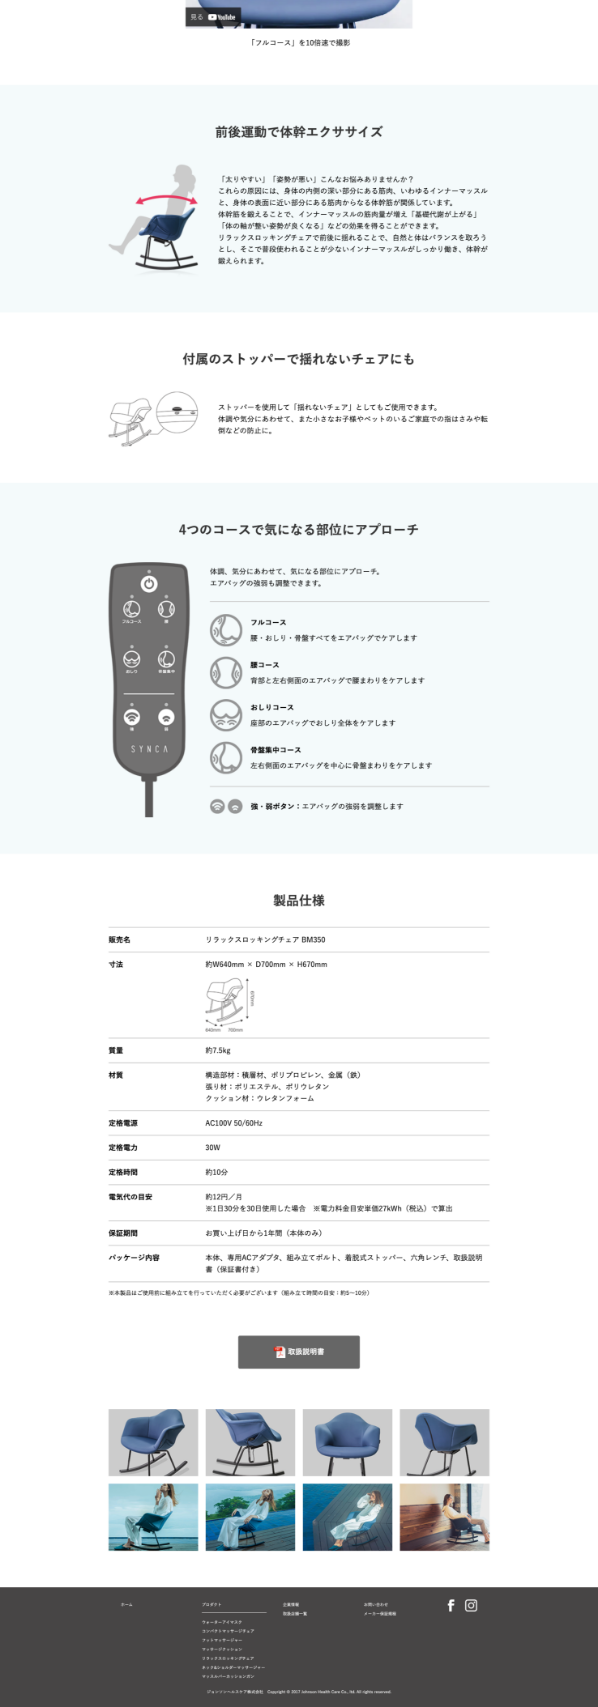 見る YouTube
「フルコース」を10倍速で撮影
前後運動で体幹エクササイズ
「太りやすい」「姿勢が悪い」こんなお悩みありませんか？
これらの原因には、身体の内側の深い部分にある筋肉、いわゆるインナーマッスル
と、身体の表面に近い部分にある筋肉からなる体幹筋が関係しています。
体幹筋を鍛えることで、インナーマッスルの筋肉量が増え「基礎代謝が上がる」
「体の軸が整い姿勢が良くなる」などの効果を得ることができます。
リラックスロッキングチェアで前後に揺れることで、自然と体はバランスを取ろう
とし、そこで普段使われることが少ないインナーマッスルがしっかり働き、体幹が
鍛えられます。
付属のストッパーで揺れないチェアにも
ストッパーを使用して「揺れないチェア」としてもご使用できます。
体調や気分にあわせて、また小さなお子様やペットのいるご家庭での指はさみや転
倒などの防止に。
4つのコースで気になる部位にアプローチ
フルコース
腰
おしり
骨盤集中
強
弱
SYNCA
体調、気分にあわせて、気になる部位にアプローチ。
エアバッグの強弱も調整できます。
フルコース
腰・おしり・骨盤すべてをエアバッグでケアします
腰コース
背部と左右側面のエアバッグで腰まわりをケアします
おしりコース
座部のエアバッグでおしり全体をケアします
骨盤集中コース
左右側面のエアバッグを中心に骨盤まわりをケアします
強・弱ボタン：エアバッグの強弱を調整します
製品仕様
販売名 リラックスロッキングチェア BM350
寸法 約W640mm × D700mm × H670mm
670mm
640mm 700mm
質量 約7.5kg
材質 構造部材：積層材、ポリプロピレン、金属（鉄）
張り材：ポリエステル、ポリウレタン
クッション材：ウレタンフォーム
定格電源 AC100V 50/60Hz
定格電力 30W
定格時間 約10分
電気代の目安 約12円／月
※1日30分を30日使用した場合　※電力料金目安単価27kWh（税込）で算出
保証期間 お買い上げ日から1年間（本体のみ）
パッケージ内容 本体、専用ACアダプタ、組み立てボルト、着脱式ストッパー、六角レンチ、取扱説明
書（保証書付き）
※本製品はご使用前に組み立てを行っていただく必要がございます（組み立て時間の目安：約5〜10分）
取扱説明書
ホーム
プロダクト
ウォーターアイマスク
コンパクトマッサージチェア
フットマッサージャー
マッサージクッション
リラックスロッキングチェア
ネック&ショルダーマッサージャー
マッスルパーカッションガン
企業情報
取扱店舗一覧
お問い合わせ
メーカー保証規格
ジョンソンヘルスケア株式会社　Copyright © 2017 Johnson Health Care Co., ltd. All rights reserved.